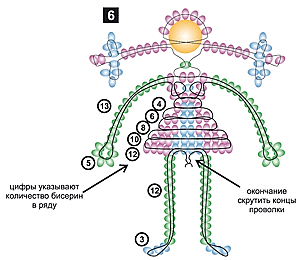 6
13
4
6
8
10
12
5
12
3
цифры указывают
количество бисерин
в ряду
окончание
скрутить концы
проволки